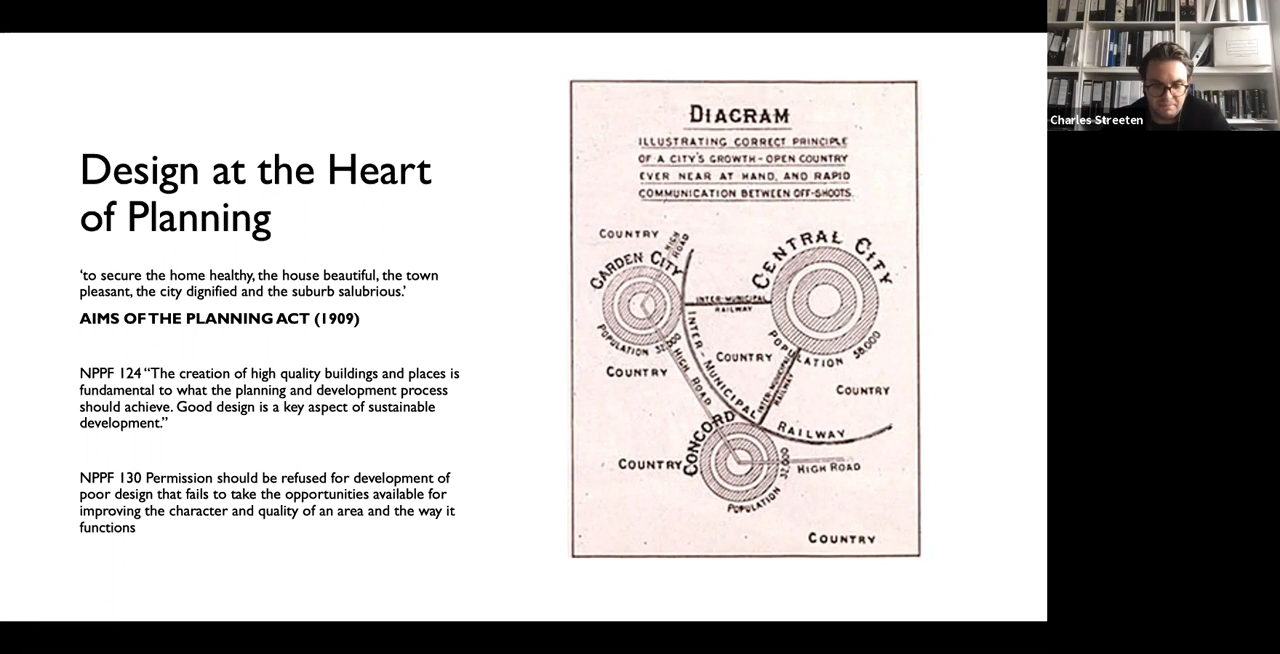 Design at the Heart
of Planning
‘to secure the home healthy, the house beautiful, the town
pleasant, the city dignified and the suburb salubrious.’
AIMS OF THE PLANNING ACT (1909)
NPPF 124 “The creation of high quality buildings and places is
fundamental to what the planning and development process
should achieve. Good design is a key aspect of sustainable
development.”
NPPF 130 Permission should be refused for development of
poor design that fails to take the opportunities available for
improving the character and quality of an area and the way it
functions
DIAGRAM
ILLUSTRATING CORRECT PRINCIPLE
OF A CITY'S GROWTH - OPEN COUNTRY
EVER NEAR AT HAND, AND RAPID
COMMUNICATION BETWEEN OFF-SHOOTS.
COUNTRY
HIGH ROAD
GARDEN CITY
POPULATION 32,000
CENTRAL CITY
POPULATION 58,000
INTER-MUNICIPAL
RAILWAY
INTER-MUNICIPAL RAILWAY
COUNTRY
COUNTRY
HIGH ROAD
INTER-MUNICIPAL RAILWAY
COUNTRY
CONCORD
COUNTRY
HIGH ROAD
POPULATION 32,000
COUNTRY
Charles Streeten